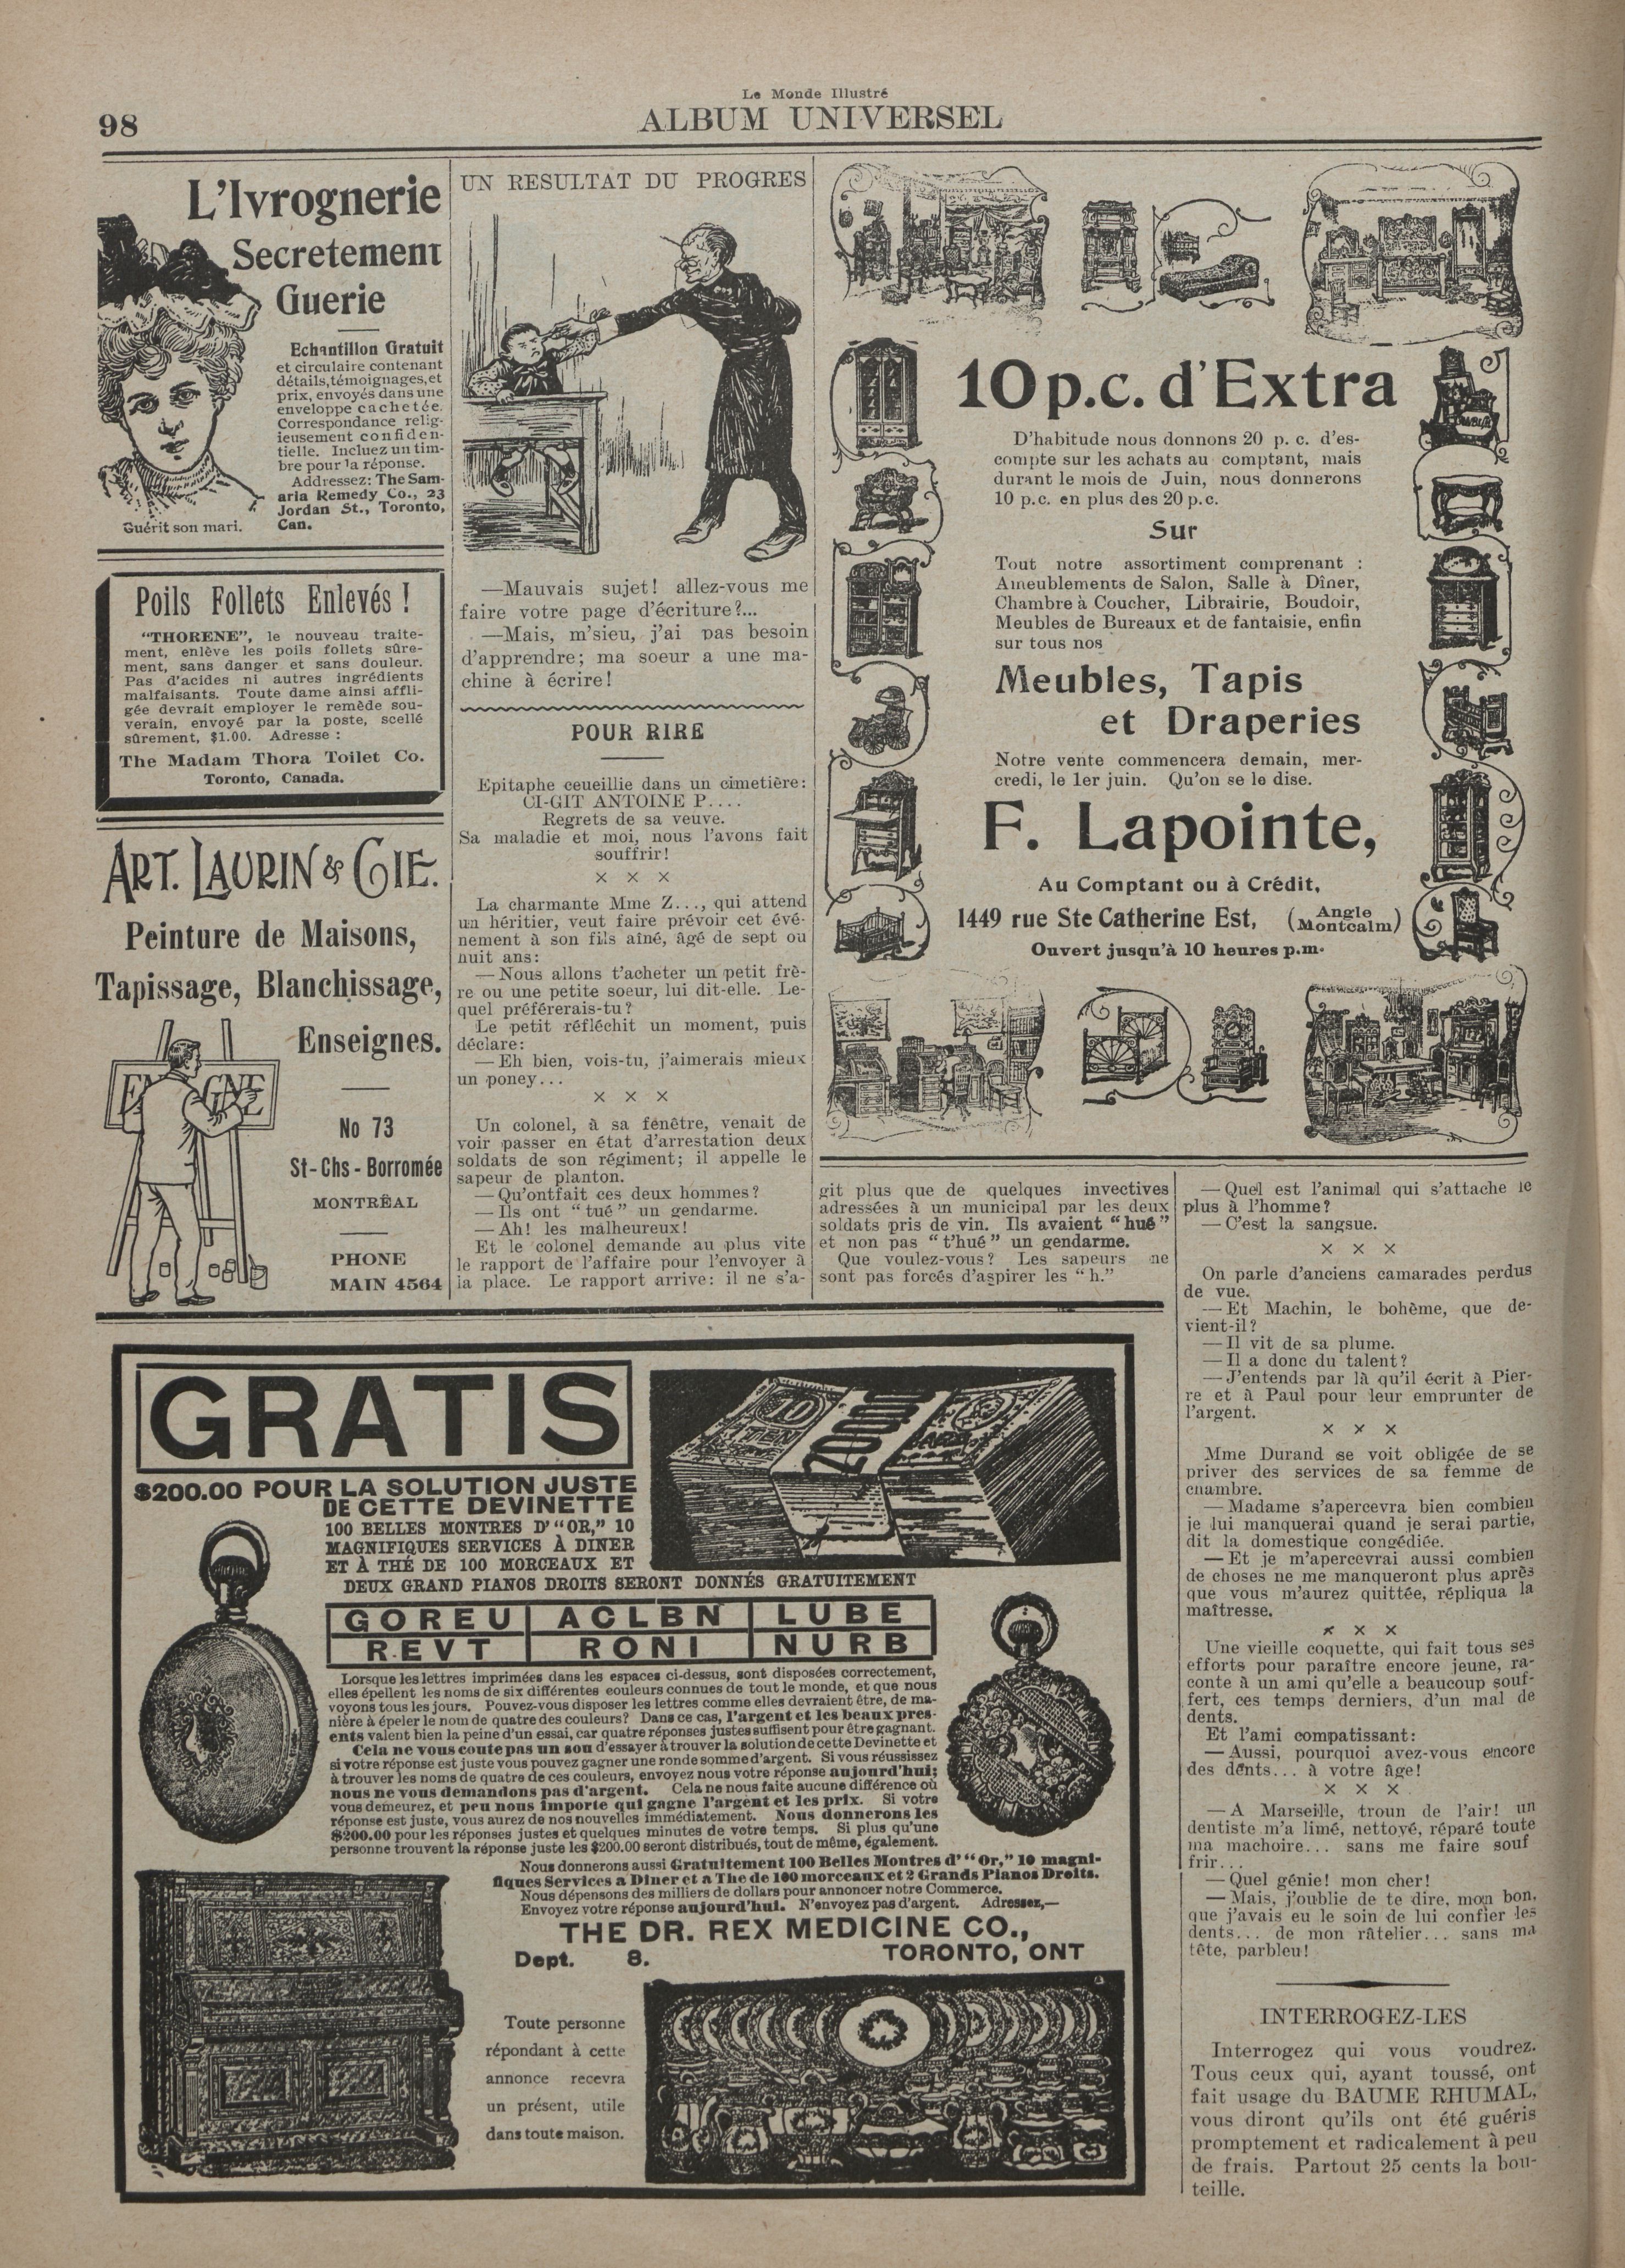 98
Le Monde Illustré
ALBUM UNIVERSEL
L'Ivrognerie
Secretement
Guerie
Echantillon Gratuit
et circulaire contenant
détails, témoignages, et
prix, envoyés dans une
enveloppe cachetée.
Correspondance relig-
ieusement confiden-
tielle. Incluez un tim-
bre pour la réponse.
Addressez: The Sam-
aria Remedy Co., 23
Jordan St., Toronto,
Can.
Guérit son mari.
Poils Follets Enlevés !
"THORENE", le nouveau traite-
ment, enlève les poils follets sûre-
ment, sans danger et sans douleur.
Pas d'acides ni autres ingrédients
malfaisants. Toute dame ainsi affli-
gée devrait employer le remède sou-
verain, envoyé par la poste, scellé
sûrement, $1.00. Adresse :
The Madam Thora Toilet Co.
Toronto, Canada.
ART. LAURIN & CIE.
Peinture de Maisons,
Tapissage, Blanchissage,
Enseignes.
EN GNE
No 73
St-Chs-Borromée
MONTRÉAL
PHONE
MAIN 4564
UN RESULTAT DU PROGRES
—Mauvais sujet! allez-vous me
faire votre page d'écriture?...
—Mais, m'sieu, j'ai pas besoin
d'apprendre; ma soeur a une ma-
chine à écrire!
POUR RIRE
Epitaphe ceueillie dans un cimetière:
CI-GIT ANTOINE P....
Regrets de sa veuve.
Sa maladie et moi, nous l'avons fait
souffrir!
x x x
La charmante Mme Z..., qui attend
un héritier, veut faire prévoir cet évé-
nement à son fils aîné, âgé de sept ou
huit ans:
—Nous allons t'acheter un petit frè-
re ou une petite soeur, lui dit-elle. Le-
quel préférerais-tu?
Le petit réfléchit un moment, puis
déclare:
—Eh bien, vois-tu, j'aimerais mieux
un poney...
x x x
Un colonel, à sa fenêtre, venait de
voir passer en état d'arrestation deux
soldats de son régiment; il appelle le
sapeur de planton.
—Qu'ontfait ces deux hommes?
—Ils ont "tué" un gendarme.
—Ah! les malheureux!
Et le colonel demande au plus vite
le rapport de l'affaire pour l'envoyer à
la place. Le rapport arrive: il ne s'a-
10 p.c. d'Extra
D'habitude nous donnons 20 p. c. d'es-
compte sur les achats au comptant, mais
durant le mois de Juin, nous donnerons
10 p.c. en plus des 20 p.c.
Sur
Tout notre assortiment comprenant :
Ameublements de Salon, Salle à Dîner,
Chambre à Coucher, Librairie, Boudoir,
Meubles de Bureaux et de fantaisie, enfin
sur tous nos
Meubles, Tapis
et Draperies
Notre vente commencera demain, mer-
credi, le 1er juin. Qu'on se le dise.
F. Lapointe,
Au Comptant ou à Crédit,
1449 rue Ste Catherine Est, (Angle Montcalm)
Ouvert jusqu'à 10 heures p.m.
git plus que de quelques invectives
adressées à un municipal par les deux
soldats pris de vin. Ils avaient "hué"
et non pas "t'hué" un gendarme.
Que voulez-vous? Les sapeurs ne
sont pas forcés d'aspirer les "h."
—Quel est l'animal qui s'attache le
plus à l'homme?
—C'est la sangsue.
x x x
On parle d'anciens camarades perdus
de vue.
—Et Machin, le bohème, que de-
vient-il?
—Il vit de sa plume.
—Il a donc du talent?
—J'entends par là qu'il écrit à Pier-
re et à Paul pour leur emprunter de
l'argent.
x x x
Mme Durand se voit obligée de se
priver des services de sa femme de
chambre.
—Madame s'apercevra bien combien
je lui manquerai quand je serai partie,
dit la domestique congédiée.
—Et je m'apercevrai aussi combien
de choses ne me manqueront plus après
que vous m'aurez quittée, répliqua la
maîtresse.
x x x
Une vieille coquette, qui fait tous ses
efforts pour paraître encore jeune, ra-
conte à un ami qu'elle a beaucoup souf-
fert, ces temps derniers, d'un mal de
dents.
Et l'ami compatissant:
—Aussi, pourquoi avez-vous encore
des dents... à votre âge!
x x x
—A Marseille, troun de l'air! un
dentiste m'a limé, nettoyé, réparé toute
ma machoire... sans me faire souf
frir...
—Quel génie! mon cher!
—Mais, j'oublie de te dire, mon bon,
que j'avais eu le soin de lui confier les
dents... de mon râtelier... sans ma
tête, parbleu!
INTERROGEZ-LES
Interrogez qui vous voudrez.
Tous ceux qui, ayant toussé, ont
fait usage du BAUME RHUMAL,
vous diront qu'ils ont été guéris
promptement et radicalement à peu
de frais. Partout 25 cents la bou-
teille.
GRATIS
10
TEN
$200.00 POUR LA SOLUTION JUSTE
DE CETTE DEVINETTE
100 BELLES MONTRES D'"OR," 10
MAGNIFIQUES SERVICES À DINER
ET À THÉ DE 100 MORCEAUX ET
DEUX GRAND PIANOS DROITS SERONT DONNÉS GRATUITEMENT
GOREU ACLBN LUBE
REVT RONI NURB
Lorsque les lettres imprimées dans les espaces ci-dessus, sont disposées correctement,
elles épellent les noms de six différentes couleurs connues de tout le monde, et que nous
voyons tous les jours. Pouvez-vous disposer les lettres comme elles devraient être, de ma-
nière à épeler le nom de quatre des couleurs? Dans ce cas, l'argent et les beaux pres-
ents valent bien la peine d'un essai, car quatre réponses justes suffisent pour être gagnant.
Cela ne vous coute pas un sou d'essayer à trouver la solution de cette Devinette et
si votre réponse est juste vous pouvez gagner une ronde somme d'argent. Si vous réussissez
à trouver les noms de quatre de ces couleurs, envoyez nous votre réponse aujourd'hui;
nous ne vous demandons pas d'argent. Cela ne nous faite aucune différence où
vous demeurez, et peu nous importe qui gagne l'argent et les prix. Si votre
réponse est juste, vous aurez de nos nouvelles immédiatement. Nous donnerons les
$200.00 pour les réponses justes et quelques minutes de votre temps. Si plus qu'une
personne trouvent la réponse juste les $200.00 seront distribués, tout de même, également.
Nous donnerons aussi Gratuitement 100 Belles Montres d'"Or," 10 magni-
fiques Services a Diner et a The de 100 morceaux et 2 Grands Pianos Droits.
Nous dépensons des milliers de dollars pour annoncer notre Commerce.
Envoyez votre réponse aujourd'hui. N'envoyez pas d'argent. Adressez,—
THE DR. REX MEDICINE CO.,
Dept. 8. TORONTO, ONT
Toute personne
répondant à cette
annonce recevra
un présent, utile
dans toute maison.